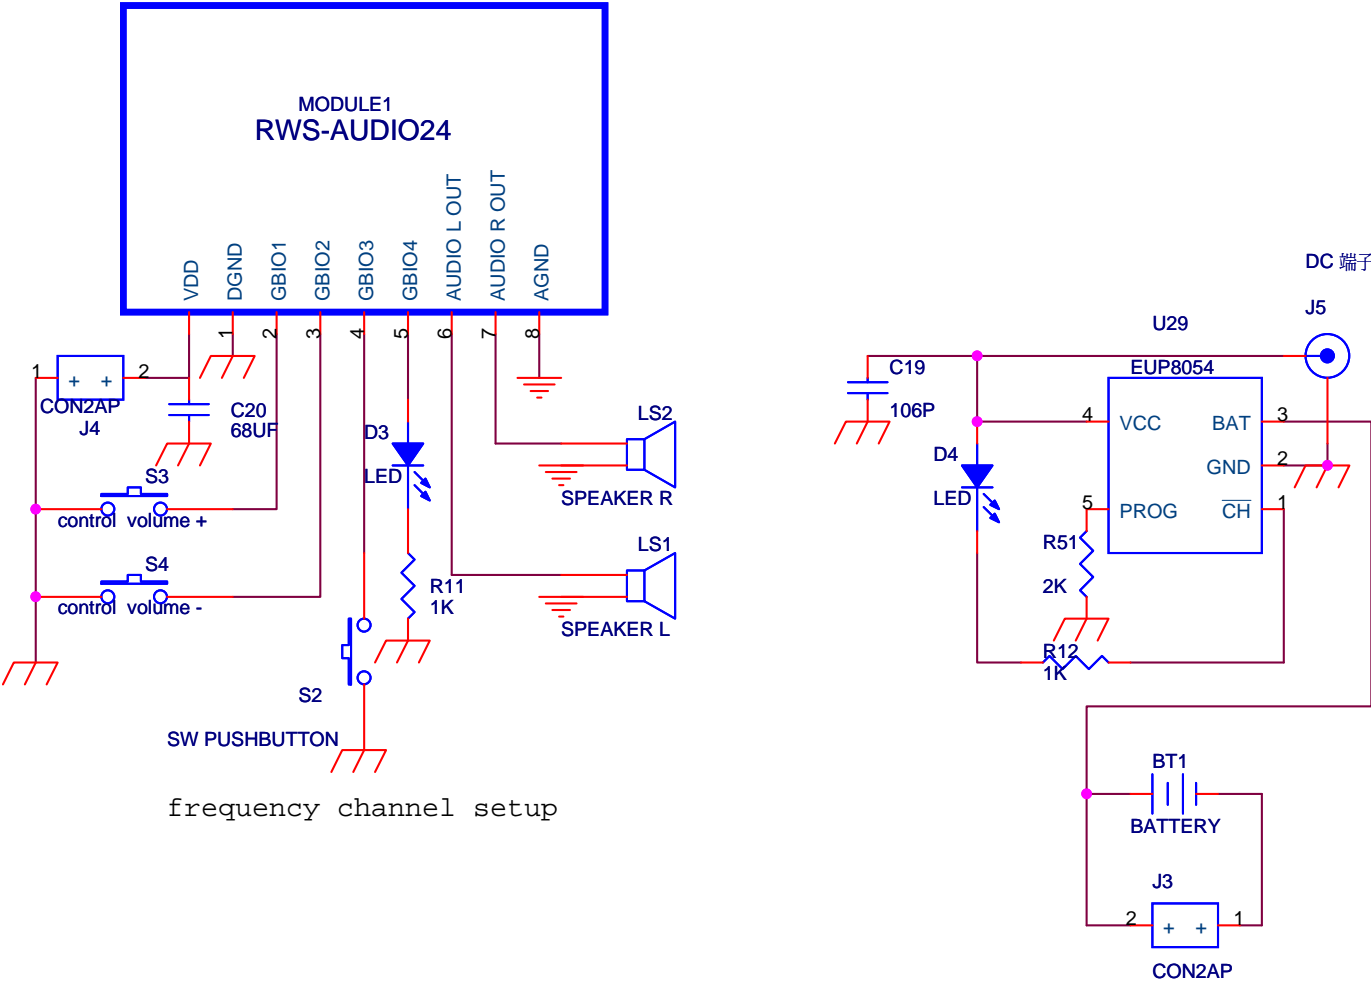 MODULE1
RWS-AUDIO24
VDD
DGND
GBIO1
GBIO2
GBIO3
GBIO4
AUDIO L OUT
AUDIO R OUT
AGND
1
2
3
4
5
6
7
8
1
2
CON2AP
J4
C20
68UF
S3
control volume +
S4
control volume -
D3
LED
R11
1K
S2
SW PUSHBUTTON
frequency channel setup
LS2
SPEAKER R
LS1
SPEAKER L
DC 端子
J5
U29
EUP8054
C19
106P
4
VCC
BAT
3
GND
2
5
PROG
CH
1
D4
LED
R51
2K
R12
1K
BT1
BATTERY
J3
2
1
CON2AP